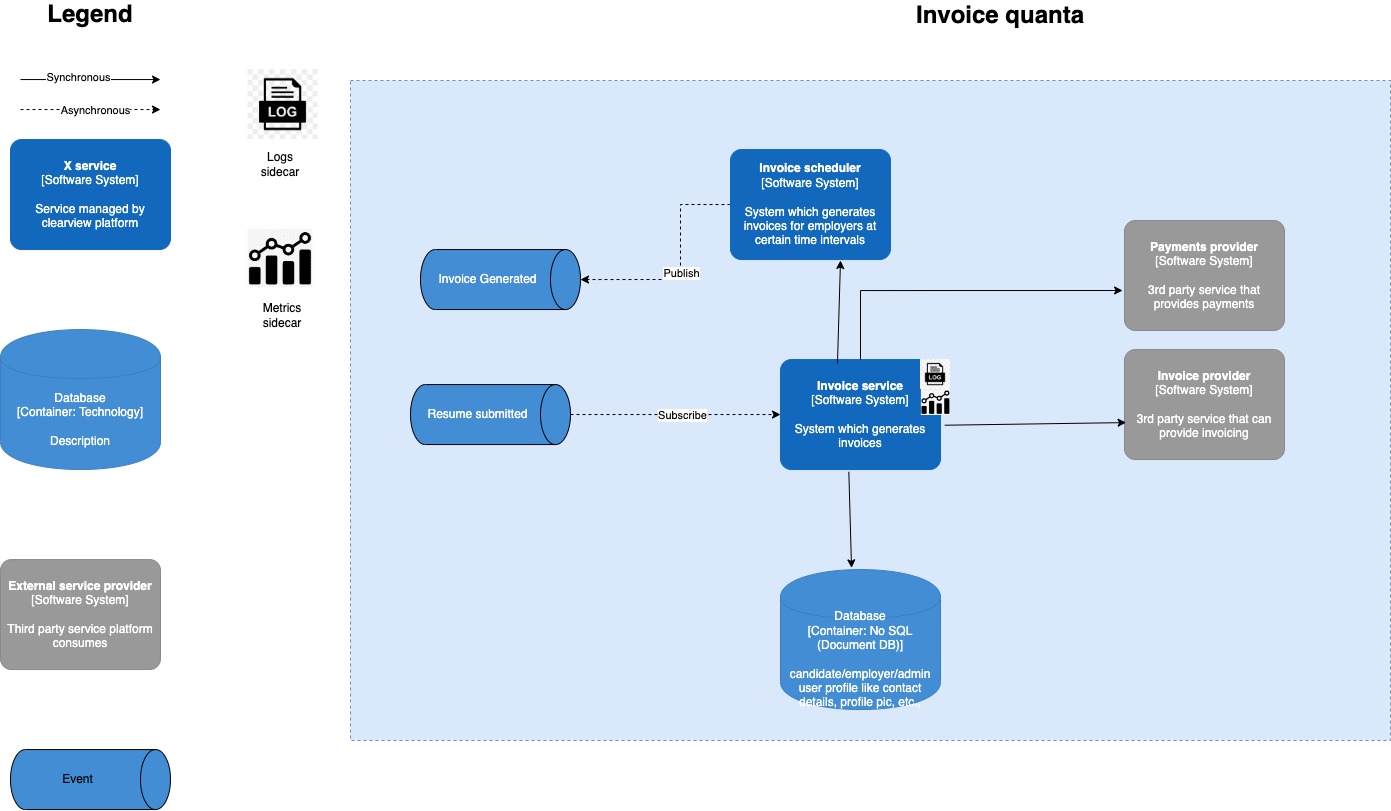 Legend
Invoice quanta
Synchronous
Asynchronous
X service
[Software System]
Service managed by
clearview platform
LOG
Logs
sidecar
Metrics
sidecar
Database
[Container: Technology]
Description
External service provider
[Software System]
Third party service platform
consumes
Event
Invoice scheduler
[Software System]
System which generates
invoices for employers at
certain time intervals
Invoice Generated
Publish
Payments provider
[Software System]
3rd party service that
provides payments
Resume submitted
Subscribe
Invoice service
[Software System]
System which generates
invoices
LOG
Invoice provider
[Software System]
3rd party service that can
provide invoicing
Database
[Container: No SQL
(Document DB)]
candidate/employer/admin
user profile like contact
details, profile pic, etc.,